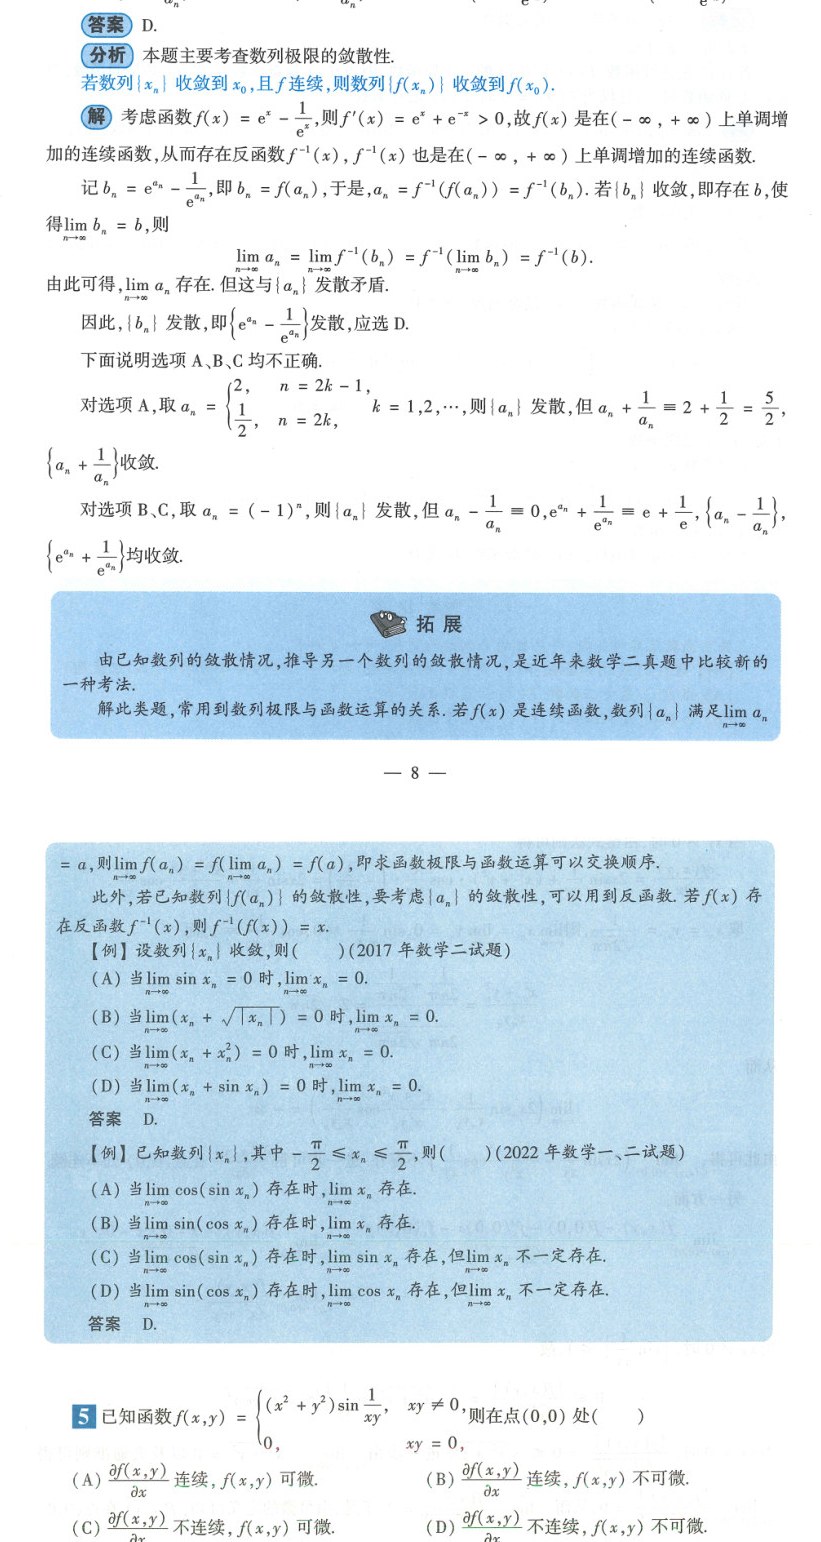 答案 D.
分析 本题主要考查数列极限的敛散性.
若数列{xₙ}收敛到x₀,且f连续,则数列{f(xₙ)}收敛到f(x₀).
解 考虑函数f(x) = eˣ - 1/eˣ,则f′(x) = eˣ + e⁻ˣ > 0,故f(x)是在(-∞, +∞)上单调增
加的连续函数,从而存在反函数f⁻¹(x),f⁻¹(x)也是在(-∞, +∞)上单调增加的连续函数.
记bₙ = e^{aₙ} - 1/e^{aₙ},即bₙ = f(aₙ),于是,aₙ = f⁻¹(f(aₙ)) = f⁻¹(bₙ).若{bₙ}收敛,即存在b,使
得lim_{n→∞} bₙ = b,则
lim_{n→∞} aₙ = lim_{n→∞} f⁻¹(bₙ) = f⁻¹(lim_{n→∞} bₙ) = f⁻¹(b).
由此可得,lim_{n→∞} aₙ存在.但这与{aₙ}发散矛盾.
因此,{bₙ}发散,即{e^{aₙ} - 1/e^{aₙ}}发散,应选D.
下面说明选项A、B、C均不正确.
对选项A,取aₙ = {2, n = 2k - 1, 1/2, n = 2k, k = 1,2,…,则{aₙ}发散,但aₙ + 1/aₙ ≡ 2 + 1/2 = 5/2,
{aₙ + 1/aₙ}收敛.
对选项B、C,取aₙ = (-1)ⁿ,则{aₙ}发散,但aₙ - 1/aₙ ≡ 0,e^{aₙ} + 1/e^{aₙ} ≡ e + 1/e,{aₙ - 1/aₙ},
{e^{aₙ} + 1/e^{aₙ}}均收敛.
拓展
由已知数列的敛散情况,推导另一个数列的敛散情况,是近年来数学二真题中比较新的
一种考法.
解此类题,常用到数列极限与函数运算的关系.若f(x)是连续函数,数列{aₙ}满足lim_{n→∞} aₙ
— 8 —
= a,则lim_{n→∞} f(aₙ) = f(lim_{n→∞} aₙ) = f(a),即求函数极限与函数运算可以交换顺序.
此外,若已知数列{f(aₙ)}的敛散性,要考虑{aₙ}的敛散性,可以用到反函数.若f(x)存
在反函数f⁻¹(x),则f⁻¹(f(x)) = x.
【例】设数列{xₙ}收敛,则(  )(2017年数学二试题)
(A) 当lim_{n→∞} sin xₙ = 0时,lim_{n→∞} xₙ = 0.
(B) 当lim_{n→∞}(xₙ + √|xₙ|) = 0时,lim_{n→∞} xₙ = 0.
(C) 当lim_{n→∞}(xₙ + xₙ²) = 0时,lim_{n→∞} xₙ = 0.
(D) 当lim_{n→∞}(xₙ + sin xₙ) = 0时,lim_{n→∞} xₙ = 0.
答案 D.
【例】已知数列{xₙ},其中 -π/2 ≤ xₙ ≤ π/2,则(  )(2022年数学一、二试题)
(A) 当lim_{n→∞} cos(sin xₙ)存在时,lim_{n→∞} xₙ存在.
(B) 当lim_{n→∞} sin(cos xₙ)存在时,lim_{n→∞} xₙ存在.
(C) 当lim_{n→∞} cos(sin xₙ)存在时,lim_{n→∞} sin xₙ存在,但lim_{n→∞} xₙ不一定存在.
(D) 当lim_{n→∞} sin(cos xₙ)存在时,lim_{n→∞} cos xₙ存在,但lim_{n→∞} xₙ不一定存在.
答案 D.
5 已知函数f(x,y) = {(x² + y²)sin 1/xy, xy ≠ 0, 0, xy = 0, 则在点(0,0)处(  )
(A) ∂f(x,y)/∂x 连续,f(x,y)可微. (B) ∂f(x,y)/∂x 连续,f(x,y)不可微.
(C) ∂f(x,y)/∂x 不连续,f(x,y)可微. (D) ∂f(x,y)/∂x 不连续,f(x,y)不可微.